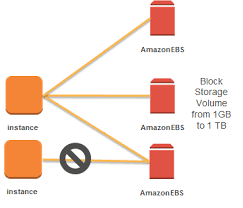 AmazonEBS
instance
AmazonEBS
Block
Storage
Volume
from 1GB
to 1 TB
instance
AmazonEBS